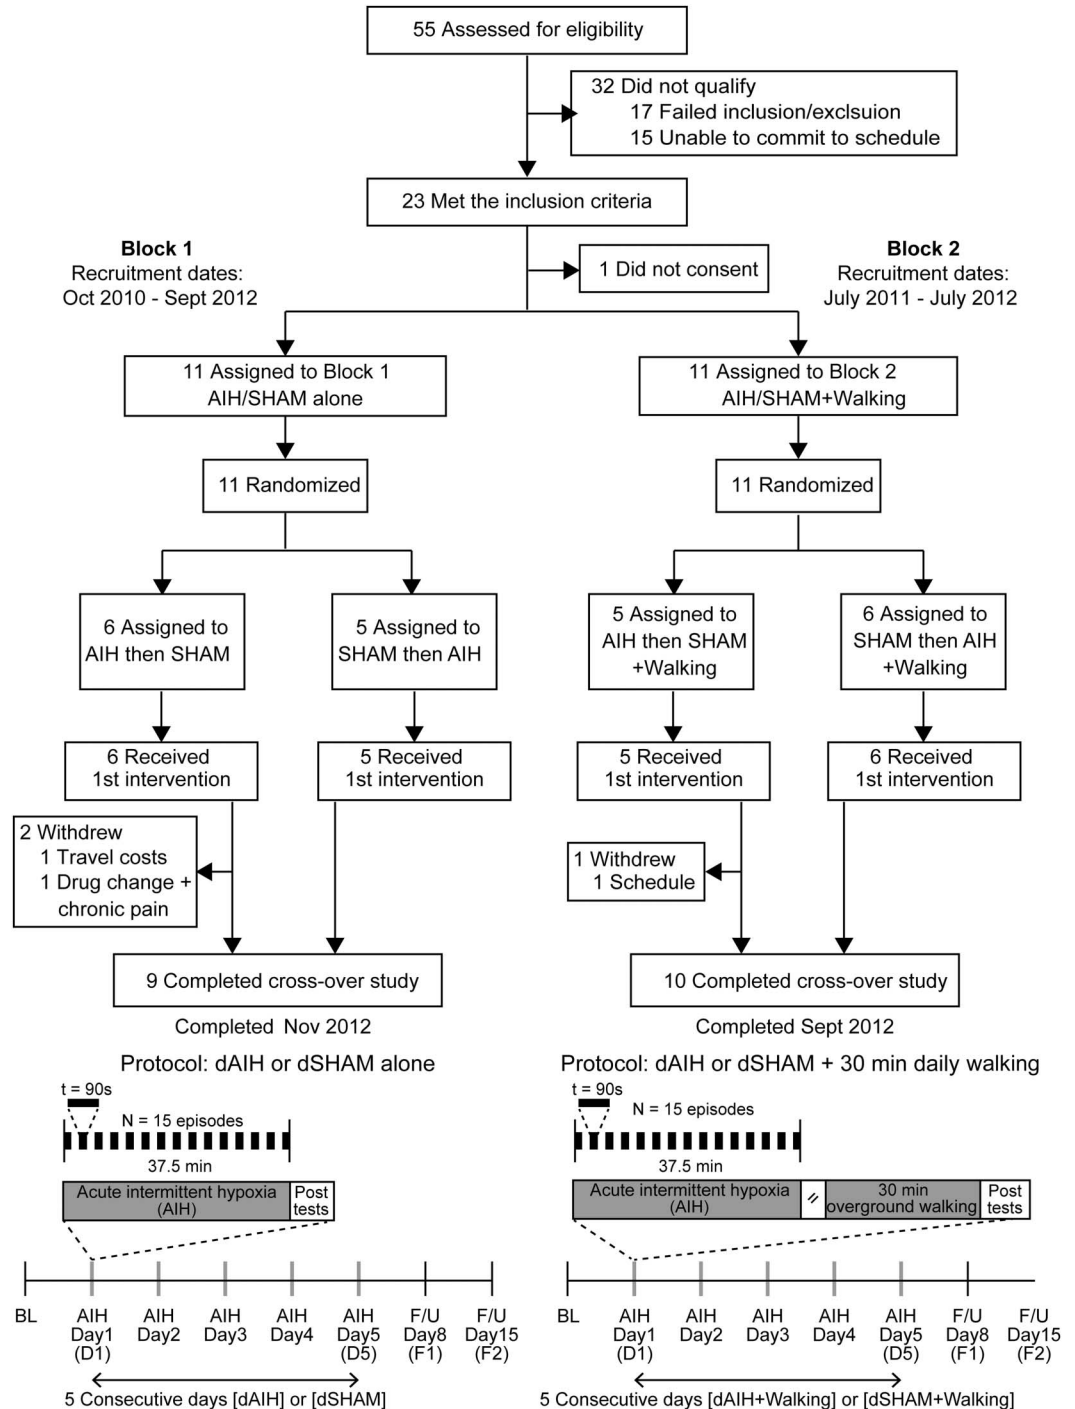 55 Assessed for eligibility
32 Did not qualify
17 Failed inclusion/exclsuion
15 Unable to commit to schedule
23 Met the inclusion criteria
1 Did not consent
Block 1
Recruitment dates:
Oct 2010 - Sept 2012
Block 2
Recruitment dates:
July 2011 - July 2012
11 Assigned to Block 1
AIH/SHAM alone
11 Assigned to Block 2
AIH/SHAM+Walking
11 Randomized
11 Randomized
6 Assigned to
AIH then SHAM
5 Assigned to
SHAM then AIH
5 Assigned to
AIH then SHAM
+Walking
6 Assigned to
SHAM then AIH
+Walking
6 Received
1st intervention
5 Received
1st intervention
5 Received
1st intervention
6 Received
1st intervention
2 Withdrew
1 Travel costs
1 Drug change +
chronic pain
1 Withdrew
1 Schedule
9 Completed cross-over study
10 Completed cross-over study
Completed Nov 2012
Completed Sept 2012
Protocol: dAIH or dSHAM alone
t = 90s
N = 15 episodes
37.5 min
Acute intermittent hypoxia
(AIH)
Post
tests
BL
AIH
Day1
(D1)
AIH
Day2
AIH
Day3
AIH
Day4
AIH
Day5
(D5)
F/U
Day8
(F1)
F/U
Day15
(F2)
5 Consecutive days [dAIH] or [dSHAM]
Protocol: dAIH or dSHAM + 30 min daily walking
t = 90s
N = 15 episodes
37.5 min
Acute intermittent hypoxia
(AIH)
//
30 min
overground walking
Post
tests
BL
AIH
Day1
(D1)
AIH
Day2
AIH
Day3
AIH
Day4
AIH
Day5
(D5)
F/U
Day8
(F1)
F/U
Day15
(F2)
5 Consecutive days [dAIH+Walking] or [dSHAM+Walking]